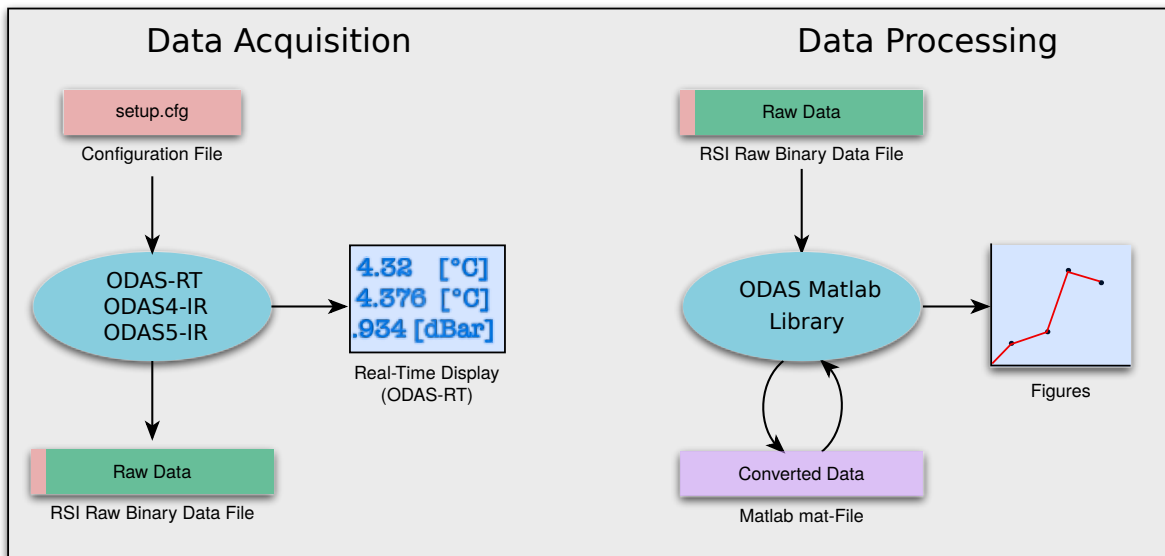 Data Acquisition
setup.cfg
Configuration File
ODAS-RT
ODAS4-IR
ODAS5-IR
4.32 [°C]
4.376 [°C]
.934 [dBar]
Real-Time Display
(ODAS-RT)
Raw Data
RSI Raw Binary Data File
Data Processing
Raw Data
RSI Raw Binary Data File
ODAS Matlab
Library
Figures
Converted Data
Matlab mat-File